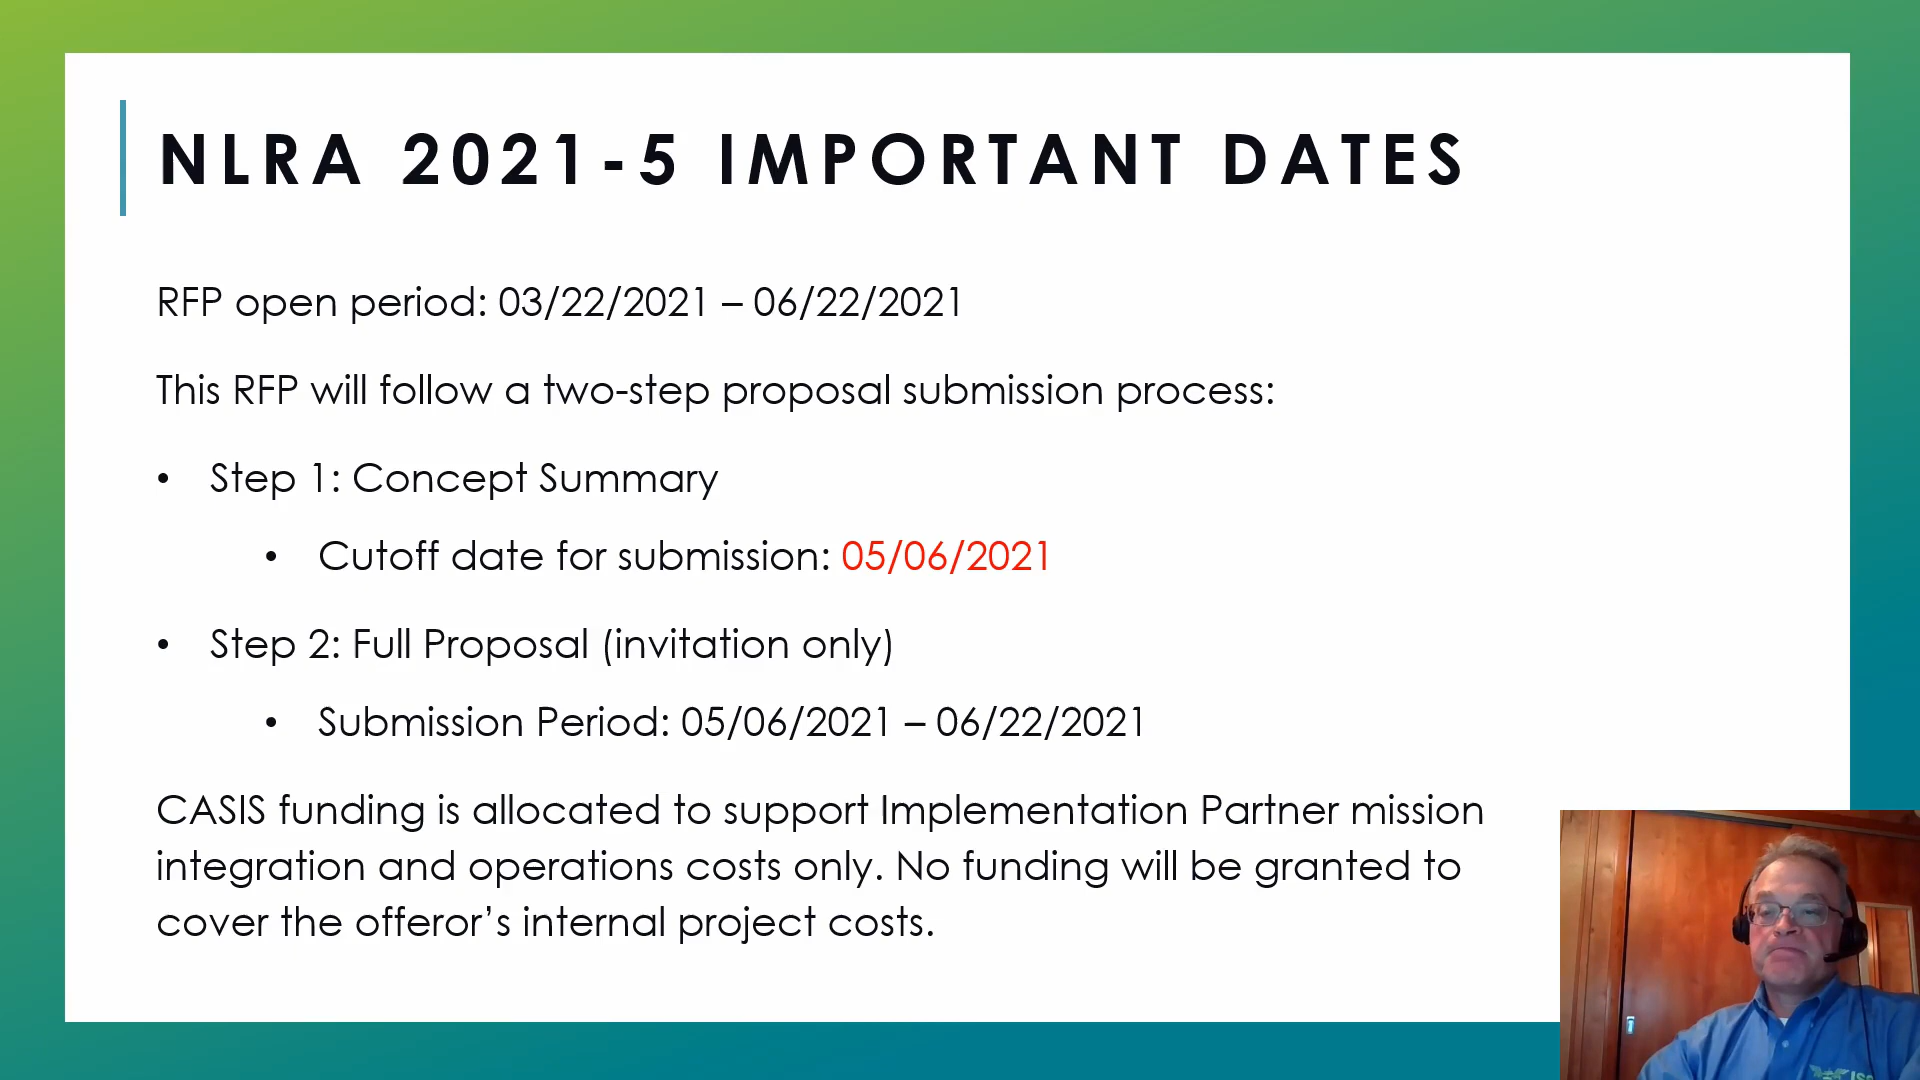 NLRA 2021-5 IMPORTANT DATES
RFP open period: 03/22/2021 – 06/22/2021
This RFP will follow a two-step proposal submission process:
• Step 1: Concept Summary
• Cutoff date for submission: 05/06/2021
• Step 2: Full Proposal (invitation only)
• Submission Period: 05/06/2021 – 06/22/2021
CASIS funding is allocated to support Implementation Partner mission
integration and operations costs only. No funding will be granted to
cover the offeror’s internal project costs.